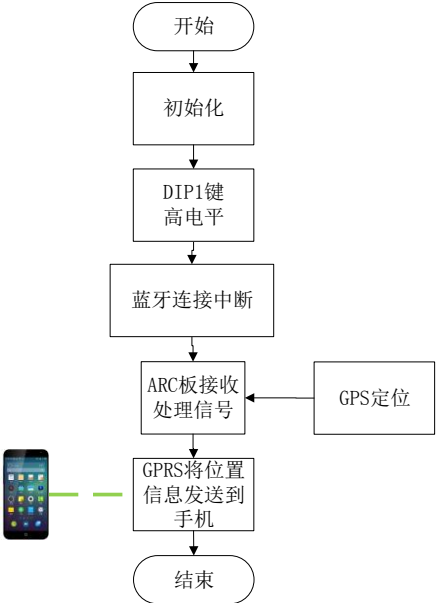 开始
初始化
DIP1键
高电平
蓝牙连接中断
ARC板接收
处理信号
GPS定位
GPRS将位置
信息发送到
手机
结束